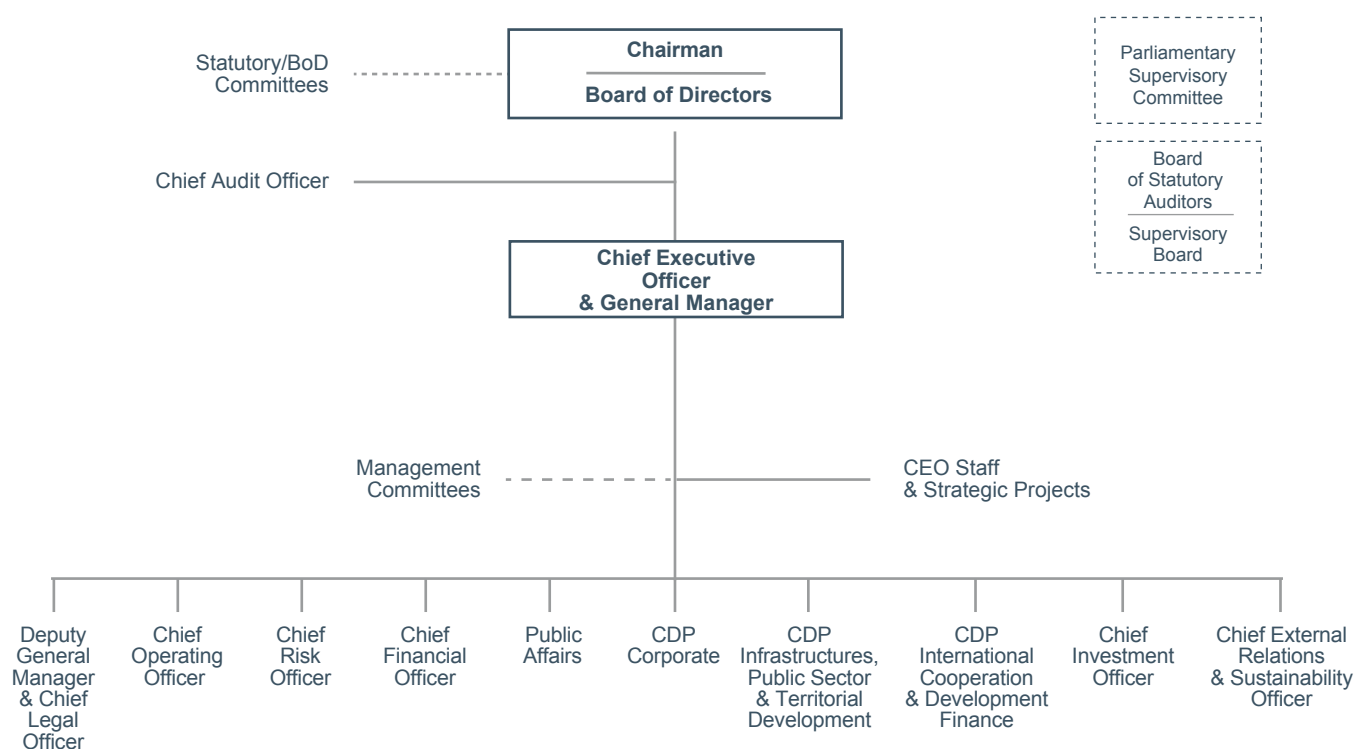 Statutory/BoD
Committees
Chairman
Board of Directors
Parliamentary
Supervisory
Committee
Board
of Statutory
Auditors
Supervisory
Board
Chief Audit Officer
Chief Executive
Officer
& General Manager
Management
Committees
CEO Staff
& Strategic Projects
Deputy
General
Manager
& Chief
Legal
Officer
Chief
Operating
Officer
Chief
Risk
Officer
Chief
Financial
Officer
Public
Affairs
CDP
Corporate
CDP
Infrastructures,
Public Sector
& Territorial
Development
CDP
International
Cooperation
& Development
Finance
Chief
Investment
Officer
Chief External
Relations
& Sustainability
Officer